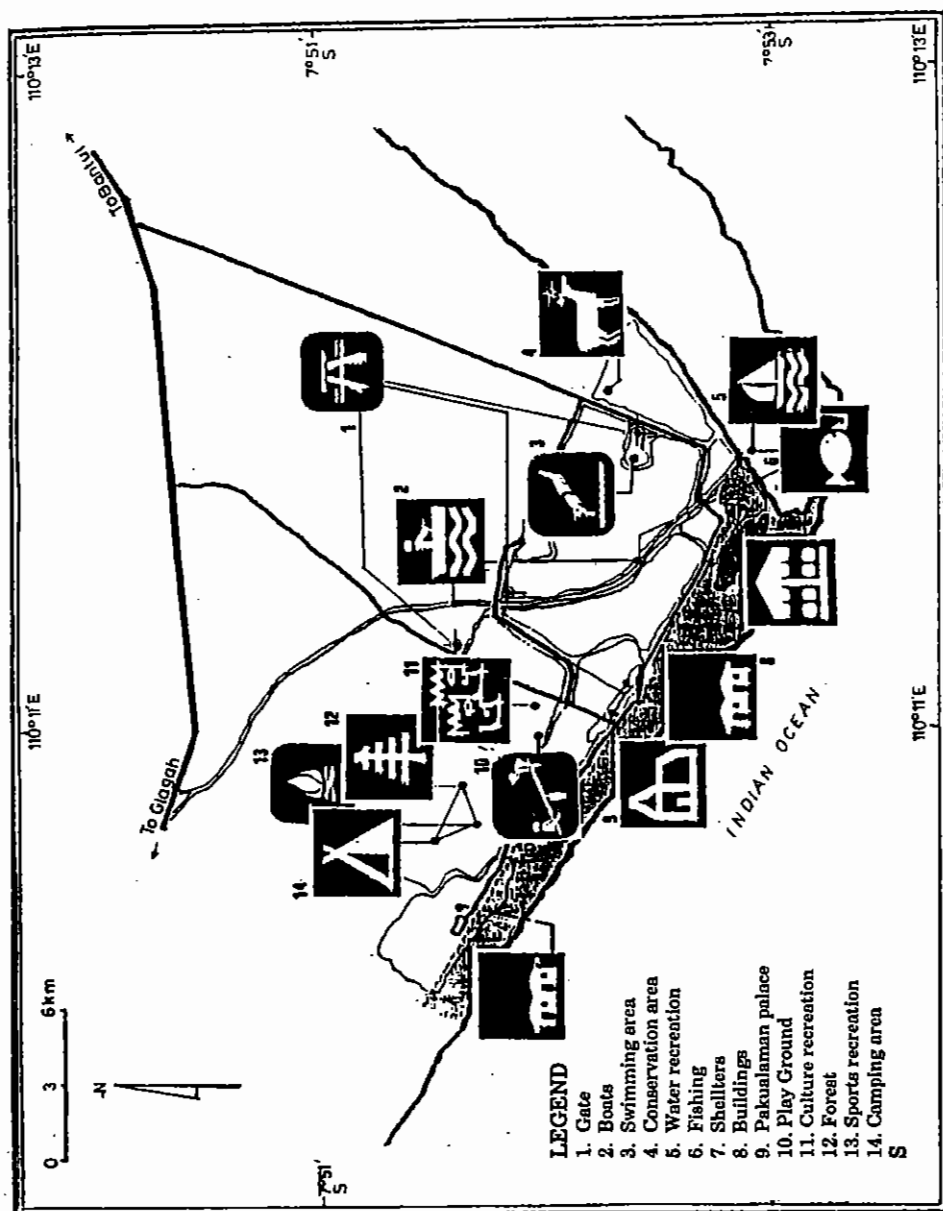 110°11'E
110°13'E
To Glagah
To Bantul
0 3 6km
N
7°51'
S
7°51'
S
14
13
12
11
10
1
2
3
4
5
6
8
9
9
INDIAN OCEAN
LEGEND
1. Gate
2. Boats
3. Swimming area
4. Conservation area
5. Water recreation
6. Fishing
7. Shellters
8. Buildings
9. Pakualaman palace
10. Play Ground
11. Culture recreation
12. Forest
13. Sports recreation
14. Camping area
S
7°53'
S
110°11'E
110°13'E